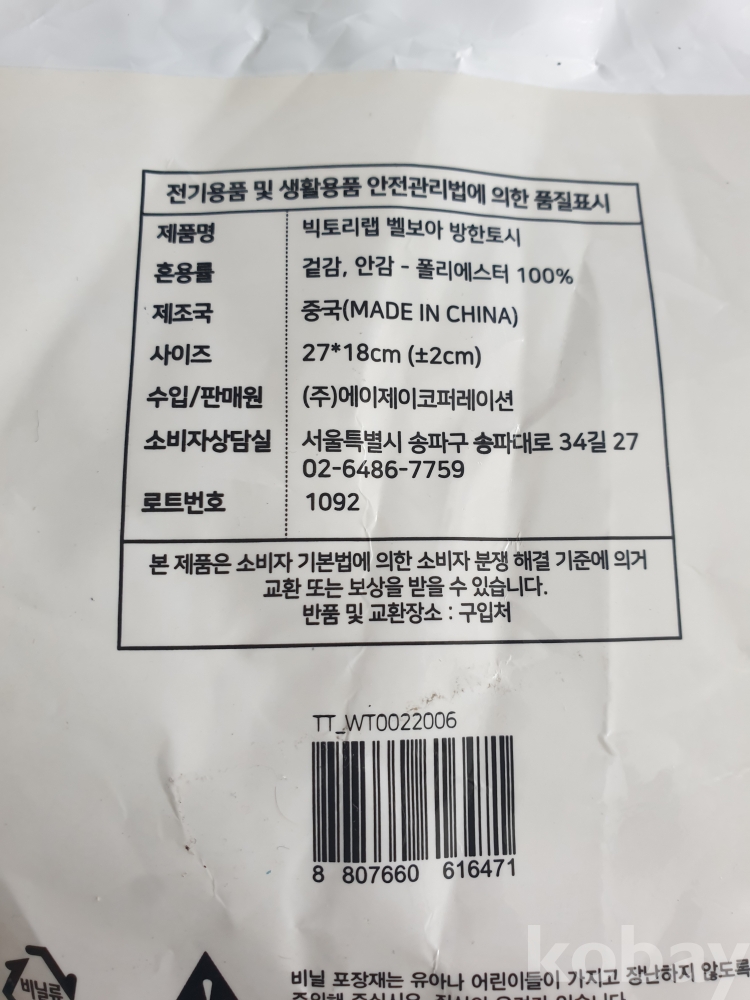 전기용품 및 생활용품 안전관리법에 의한 품질표시
제품명 빅토리랩 벨보아 방한토시
혼용률 겉감, 안감 - 폴리에스터 100%
제조국 중국(MADE IN CHINA)
사이즈 27*18cm (±2cm)
수입/판매원 (주)에이제이코퍼레이션
소비자상담실 서울특별시 송파구 송파대로 34길 27
02-6486-7759
로트번호 1092
본 제품은 소비자 기본법에 의한 소비자 분쟁 해결 기준에 의거
교환 또는 보상을 받을 수 있습니다.
반품 및 교환장소 : 구입처
TT_WT0022006
8 807660 616471
kobay
비닐류
비닐 포장재는 유아나 어린이들이 가지고 장난하지 않도록